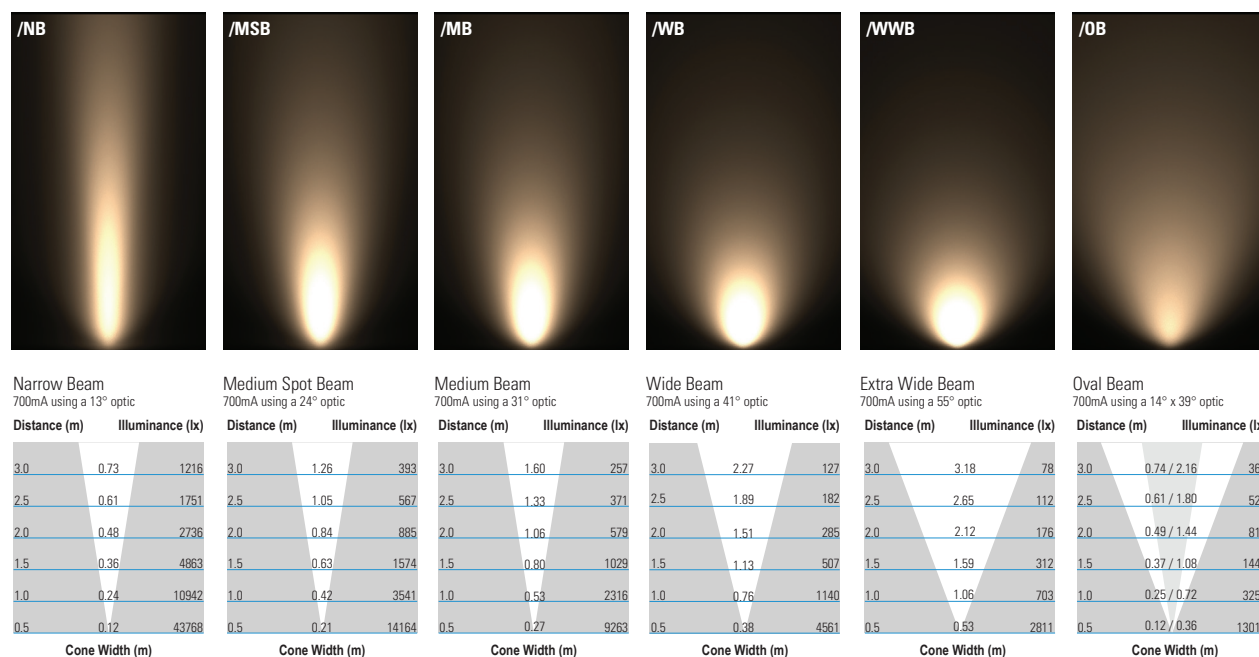 /NB
Narrow Beam
700mA using a 13° optic
Distance (m) Illuminance (lx)
3.0 0.73 1216
2.5 0.61 1751
2.0 0.48 2736
1.5 0.36 4863
1.0 0.24 10942
0.5 0.12 43768
Cone Width (m)
/MSB
Medium Spot Beam
700mA using a 24° optic
Distance (m) Illuminance (lx)
3.0 1.26 393
2.5 1.05 567
2.0 0.84 885
1.5 0.63 1574
1.0 0.42 3541
0.5 0.21 14164
Cone Width (m)
/MB
Medium Beam
700mA using a 31° optic
Distance (m) Illuminance (lx)
3.0 1.60 257
2.5 1.33 371
2.0 1.06 579
1.5 0.80 1029
1.0 0.53 2316
0.5 0.27 9263
Cone Width (m)
/WB
Wide Beam
700mA using a 41° optic
Distance (m) Illuminance (lx)
3.0 2.27 127
2.5 1.89 182
2.0 1.51 285
1.5 1.13 507
1.0 0.76 1140
0.5 0.38 4561
Cone Width (m)
/WWB
Extra Wide Beam
700mA using a 55° optic
Distance (m) Illuminance (lx)
3.0 3.18 78
2.5 2.65 112
2.0 2.12 176
1.5 1.59 312
1.0 1.06 703
0.5 0.53 2811
Cone Width (m)
/OB
Oval Beam
700mA using a 14° x 39° optic
Distance (m) Illuminance (lx
3.0 0.74 / 2.16 36
2.5 0.61 / 1.80 52
2.0 0.49 / 1.44 81
1.5 0.37 / 1.08 144
1.0 0.25 / 0.72 325
0.5 0.12 / 0.36 1301
Cone Width (m)